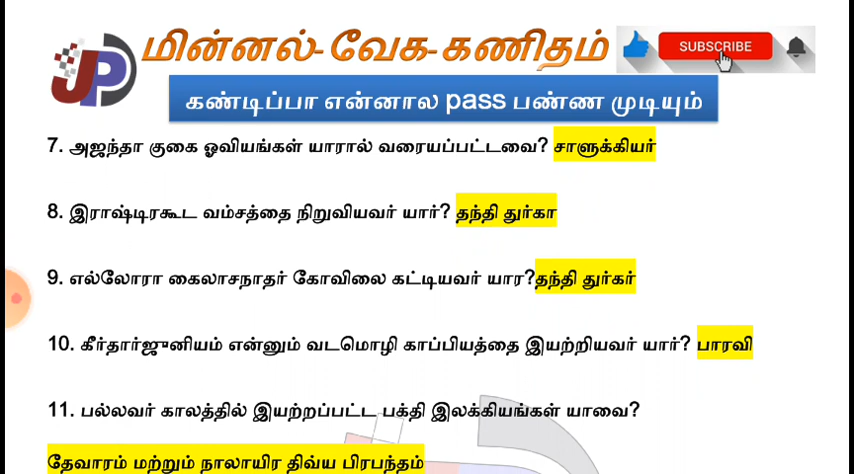 JP
மின்னல்-வேக-கணிதம்
SUBSCRIBE
கண்டிப்பா என்னால pass பண்ண முடியும்
7. அஜந்தா குகை ஓவியங்கள் யாரால் வரையப்பட்டவை? சாளுக்கியர்
8. இராஷ்டிரகூட வம்சத்தை நிறுவியவர் யார்? தந்தி துர்கா
9. எல்லோரா கைலாசநாதர் கோவிலை கட்டியவர் யார?தந்தி துர்கர்
10. கீர்தார்ஜுனியம் என்னும் வடமொழி காப்பியத்தை இயற்றியவர் யார்? பாரவி
11. பல்லவர் காலத்தில் இயற்றப்பட்ட பக்தி இலக்கியங்கள் யாவை?
தேவாரம் மற்றும் நாலாயிர திவ்ய பிரபந்தம்